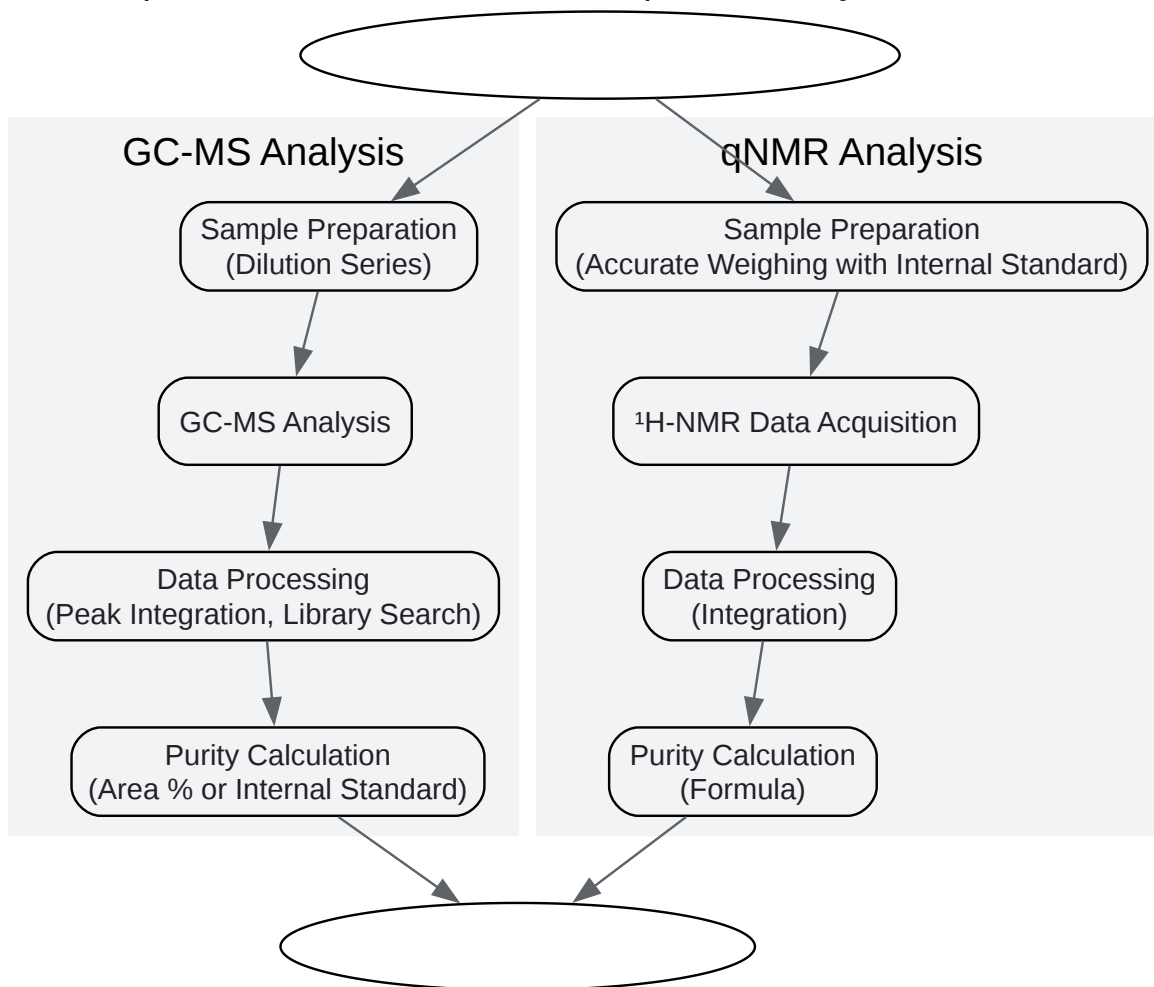 GC-MS Analysis
qNMR Analysis
Sample Preparation
(Dilution Series)
Sample Preparation
(Accurate Weighing with Internal Standard)
GC-MS Analysis
¹H-NMR Data Acquisition
Data Processing
(Peak Integration, Library Search)
Data Processing
(Integration)
Purity Calculation
(Area % or Internal Standard)
Purity Calculation
(Formula)